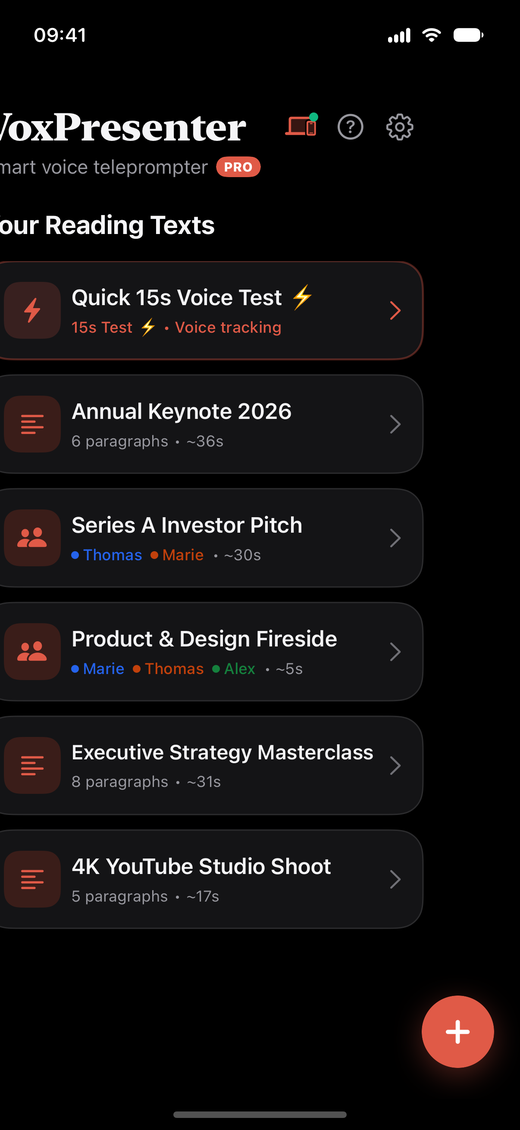 09:41
VoxPresenter
mart voice teleprompter PRO
our Reading Texts
Quick 15s Voice Test ⚡
15s Test ⚡ • Voice tracking
Annual Keynote 2026
6 paragraphs • ~36s
Series A Investor Pitch
Thomas Marie • ~30s
Product & Design Fireside
Marie Thomas Alex • ~5s
Executive Strategy Masterclass
8 paragraphs • ~31s
4K YouTube Studio Shoot
5 paragraphs • ~17s